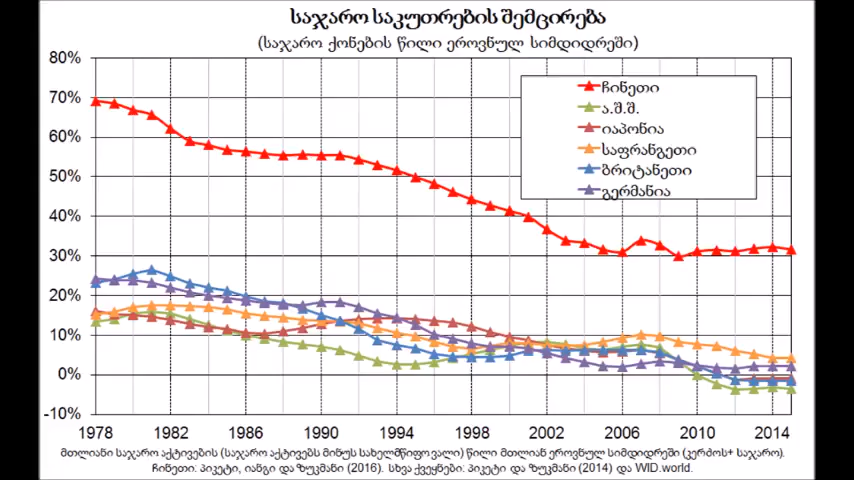 საჯარო საკუთრების შემცირება
(საჯარო ქონების წილი ეროვნულ სიმდიდრეში)
80%
70%
60%
50%
40%
30%
20%
10%
0%
-10%
ჩინეთი
ა.შ.შ.
იაპონია
საფრანგეთი
ბრიტანეთი
გერმანია
1978 1982 1986 1990 1994 1998 2002 2006 2010 2014
მთლიანი საჯარო აქტივების (საჯარო აქტივებს მინუს სახელმწიფო ვალი) წილი მთლიან ეროვნულ სიმდიდრეში (კერძოს+ საჯარო).
ჩინეთი: პიკეტი, იანგი და ზუკმანი (2016). სხვა ქვეყნები: პიკეტი და ზუკმანი (2014) და WID.world.